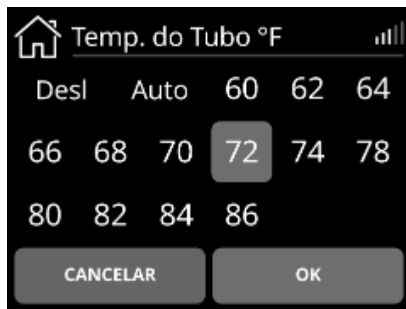 Temp. do Tubo °F
Desl Auto 60 62 64
66 68 70 72 74 78
80 82 84 86
CANCELAR OK